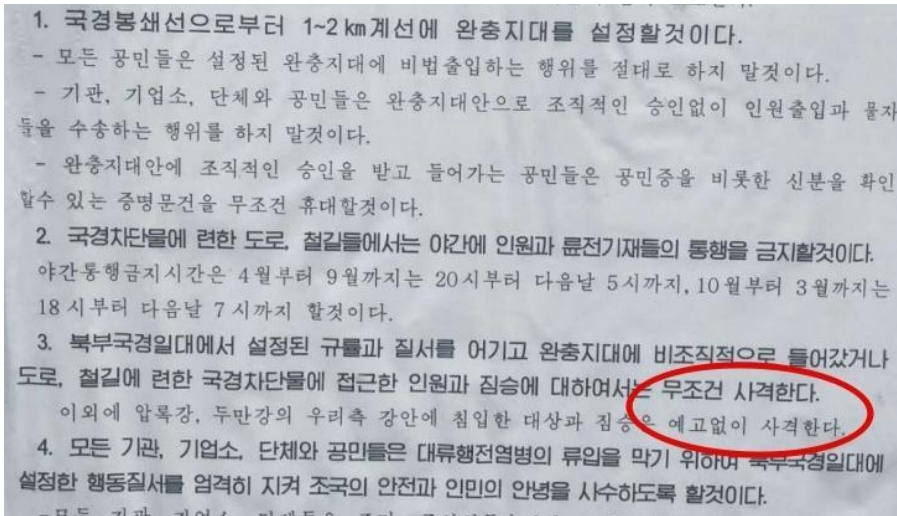 1. 국경봉쇄선으로부터 1~2㎞계선에 완충지대를 설정할것이다.
- 모든 공민들은 설정된 완충지대에 비법출입하는 행위를 절대로 하지 말것이다.
- 기관, 기업소, 단체와 공민들은 완충지대안으로 조직적인 승인없이 인원출입과 물자
들을 수송하는 행위를 하지 말것이다.
- 완충지대안에 조직적인 승인을 받고 들어가는 공민들은 공민증을 비롯한 신분을 확인
할수 있는 증명문건을 무조건 휴대할것이다.
2. 국경차단물에 련한 도로, 철길들에서는 야간에 인원과 륜전기재들의 통행을 금지할것이다.
야간통행금지시간은 4월부터 9월까지는 20시부터 다음날 5시까지, 10월부터 3월까지는
18시부터 다음날 7시까지 할것이다.
3. 북부국경일대에서 설정된 규률과 질서를 어기고 완충지대에 비조직적으로 들어갔거나
도로, 철길에 련한 국경차단물에 접근한 인원과 짐승에 대하여서는 무조건 사격한다.
이외에 압록강, 두만강의 우리측 강안에 침입한 대상과 짐승은 예고없이 사격한다.
4. 모든 기관, 기업소, 단체와 공민들은 대류행전염병의 류입을 막기 위하여 북부국경일대에
설정한 행동질서를 엄격히 지켜 조국의 안전과 인민의 안녕을 사수하도록 할것이다.